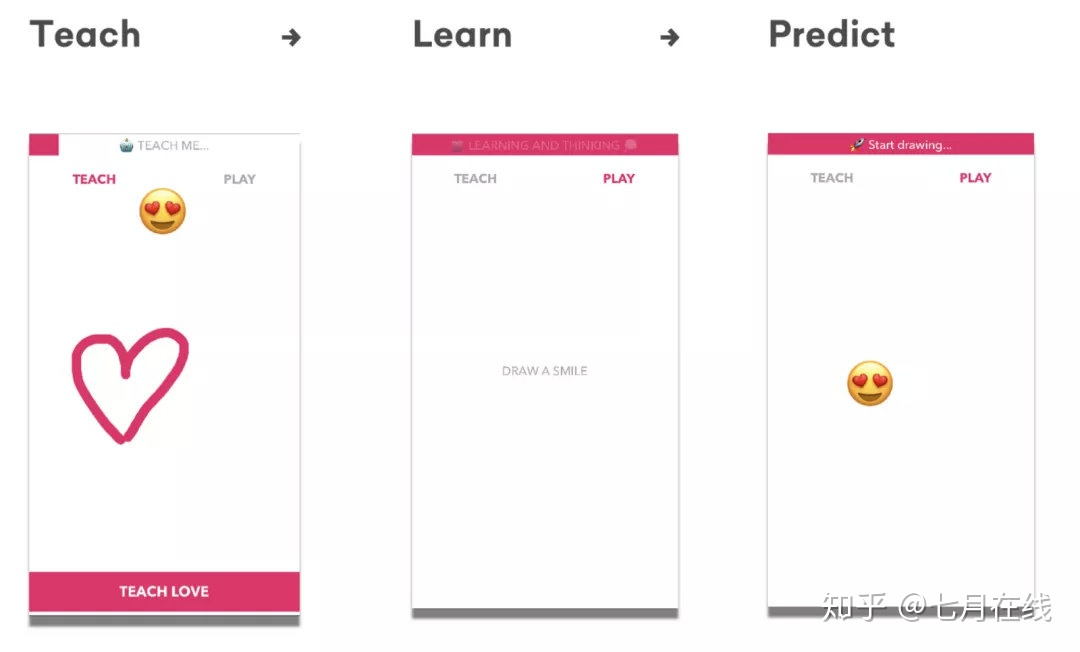 Teach → Learn → Predict
🤖 TEACH ME...
TEACH PLAY
TEACH LOVE
LEARNING AND THINKING 💭
TEACH PLAY
DRAW A SMILE
🚀 Start drawing...
TEACH PLAY
知乎 @七月在线